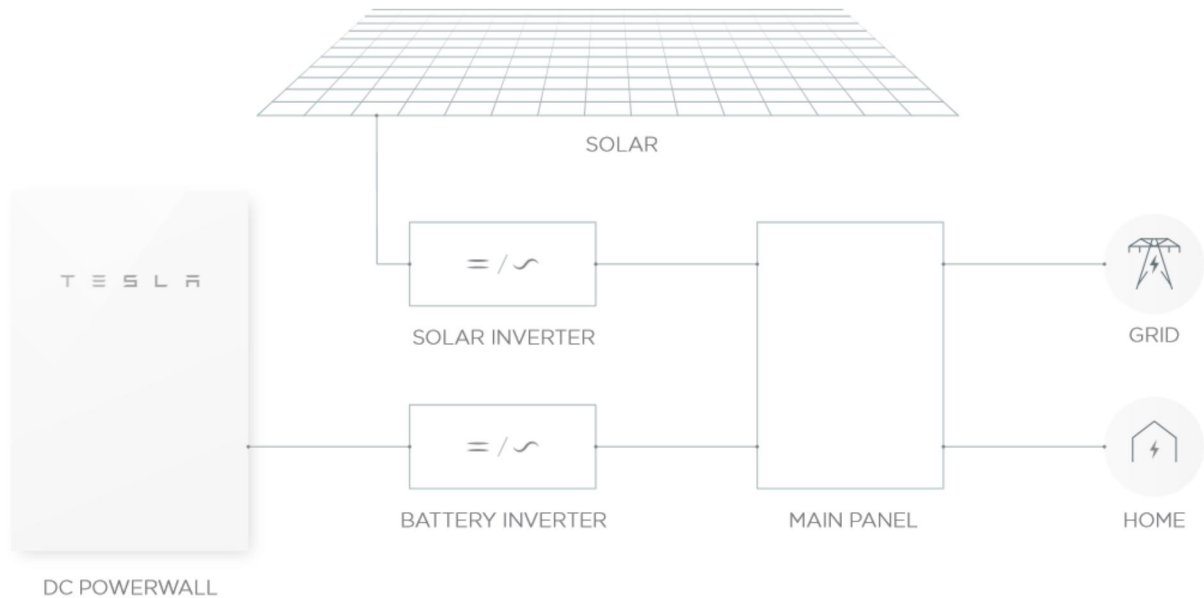 SOLAR
TESLA
SOLAR INVERTER
GRID
BATTERY INVERTER
MAIN PANEL
HOME
DC POWERWALL